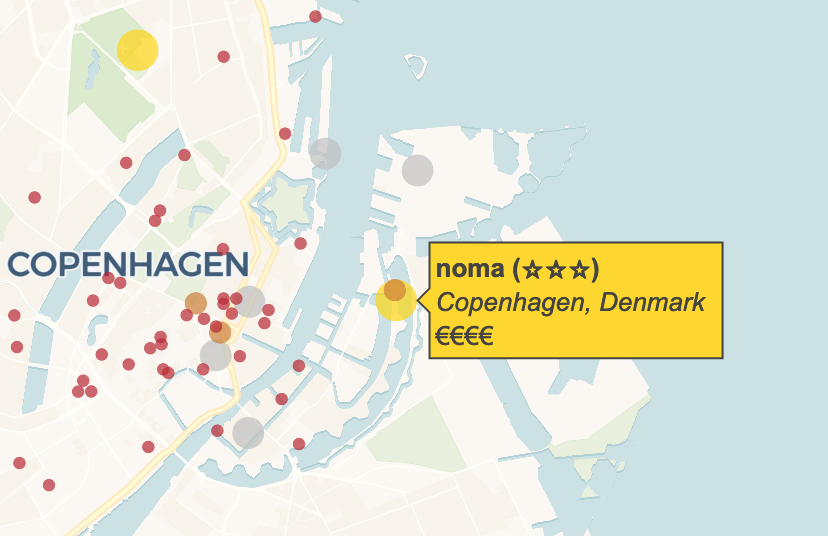 COPENHAGEN
noma (☆☆☆)
Copenhagen, Denmark
€€€€